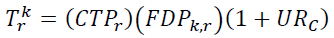 T_r^k = (CTP_r)(FDP_{k,r})(1 + UR_C)